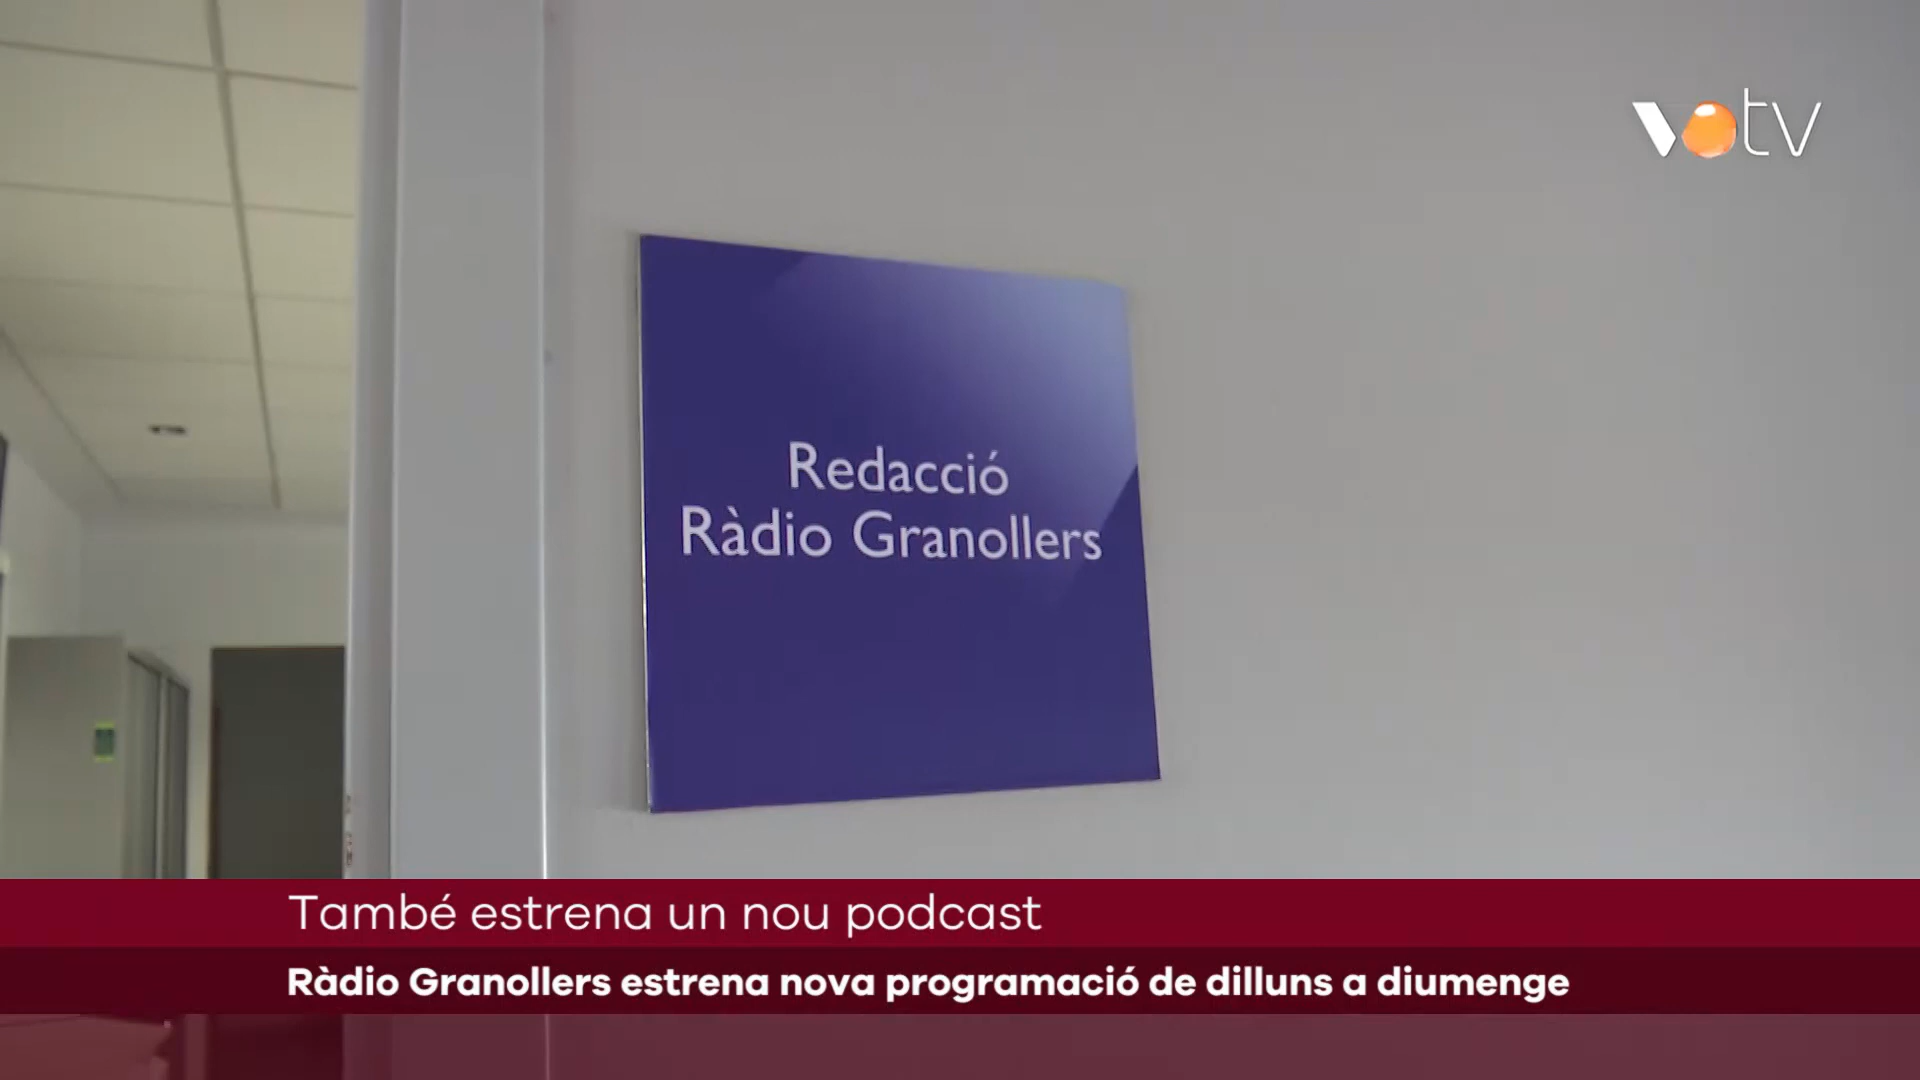 votv
Redacció
Ràdio Granollers
També estrena un nou podcast
Ràdio Granollers estrena nova programació de dilluns a diumenge